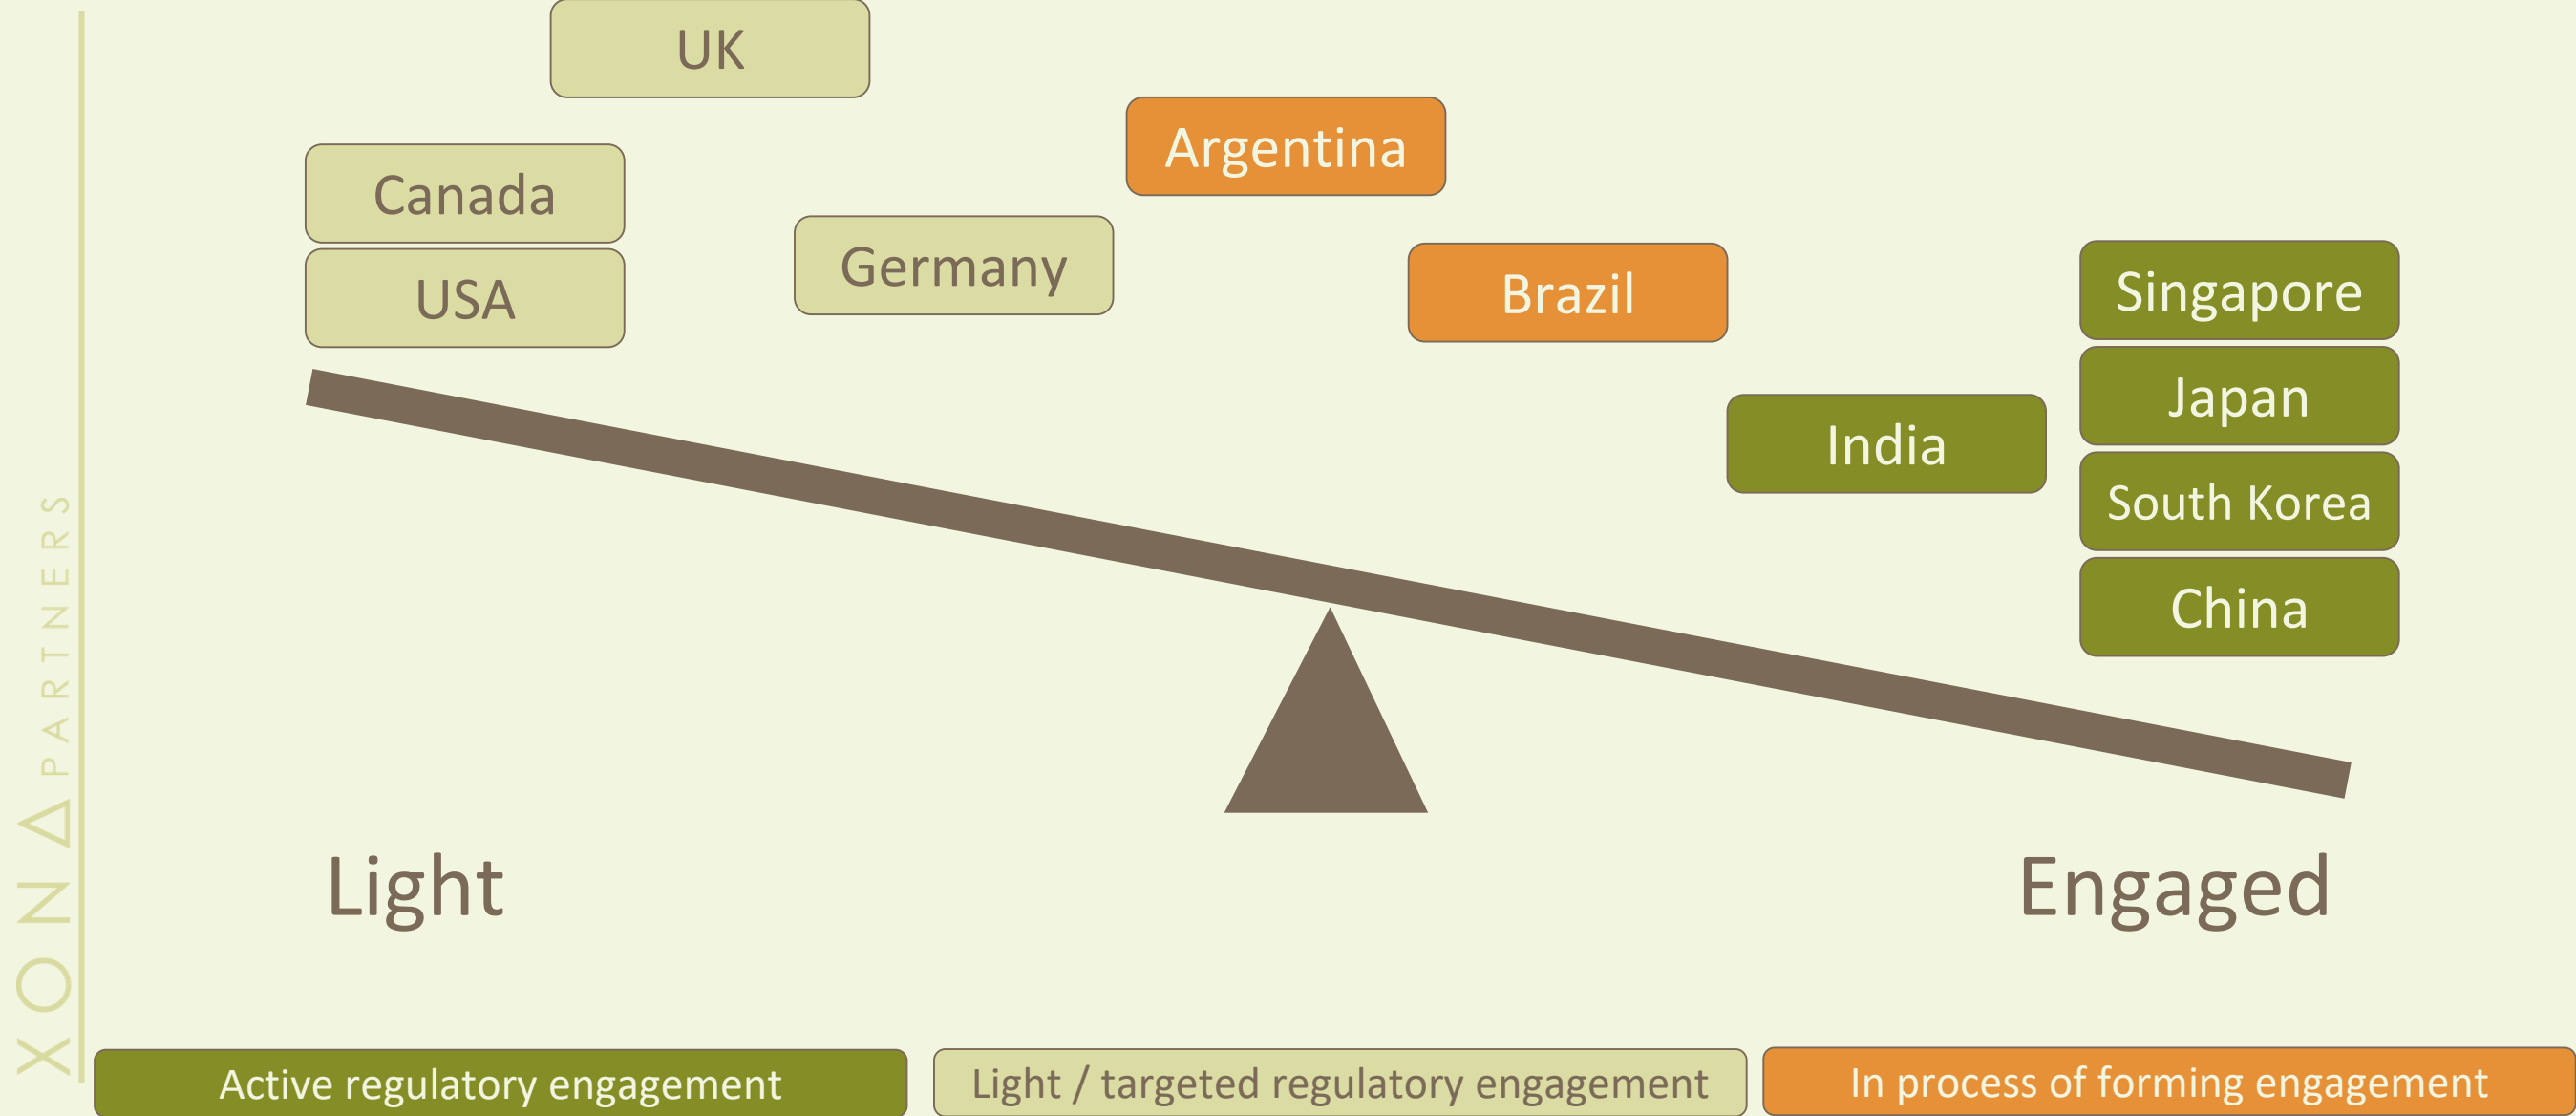 UK
Argentina
Canada
Germany
USA
Brazil
Singapore
Japan
India
South Korea
China
Light
Engaged
XONA PARTNERS
Active regulatory engagement
Light / targeted regulatory engagement
In process of forming engagement